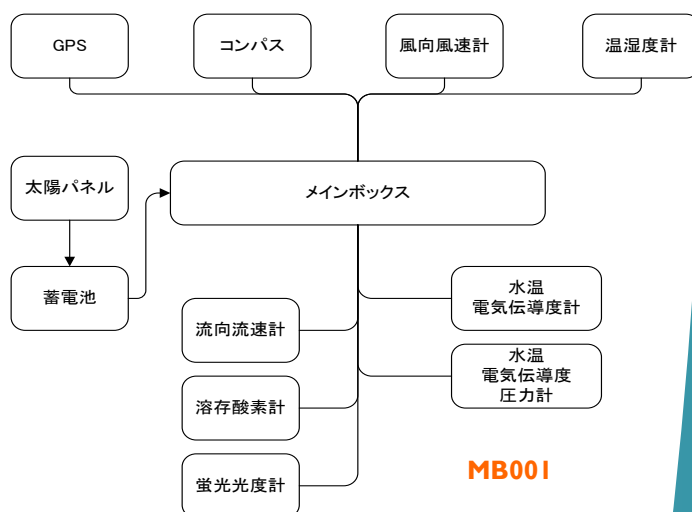 GPS
コンパス
風向風速計
温湿度計
太陽パネル
メインボックス
蓄電池
水温
電気伝導度計
流向流速計
水温
電気伝導度
圧力計
溶存酸素計
蛍光光度計
MB001